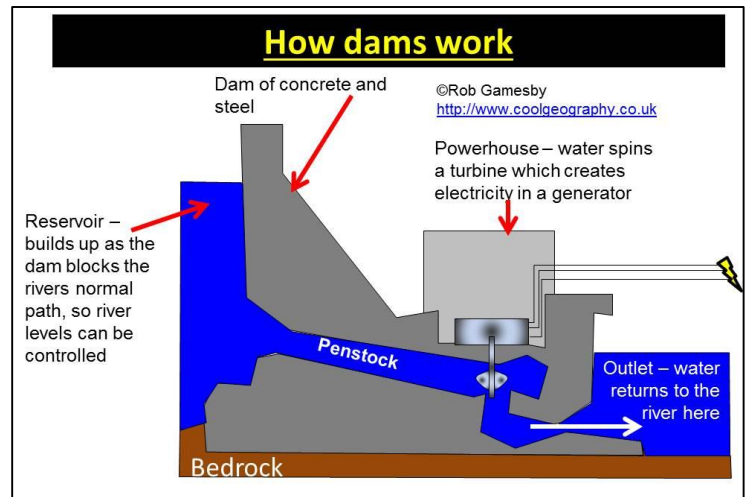 How dams work
Dam of concrete and
steel
©Rob Gamesby
http://www.coolgeography.co.uk
Powerhouse – water spins
a turbine which creates
electricity in a generator
Reservoir –
builds up as the
dam blocks the
rivers normal
path, so river
levels can be
controlled
Penstock
Outlet – water
returns to the
river here
Bedrock